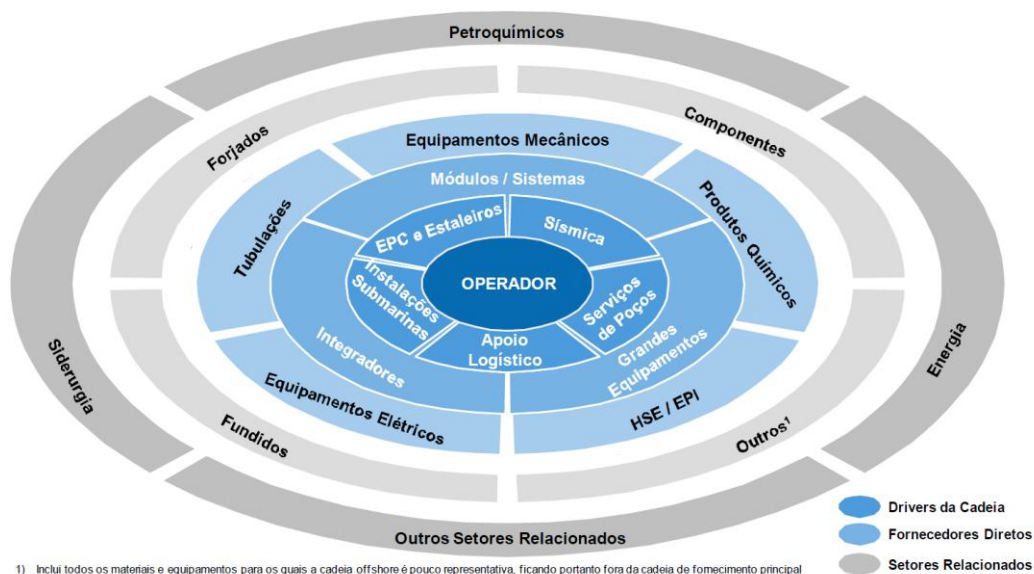 Petroquímicos
Forjados
Componentes
Equipamentos Mecânicos
Módulos / Sistemas
Tubulações
Produtos Químicos
EPC e Estaleiros
Sísmica
OPERADOR
Instalações
Submarinas
Serviços
de Poços
Apoio
Logístico
Integradores
Grandes
Equipamentos
Siderurgia
Energia
Equipamentos Elétricos
HSE / EPI
Fundidos
Outros¹
Outros Setores Relacionados
Drivers da Cadeia
Fornecedores Diretos
Setores Relacionados
1) Inclui todos os materiais e equipamentos para os quais a cadeia offshore é pouco representativa, ficando portanto fora da cadeia de fornecimento principal